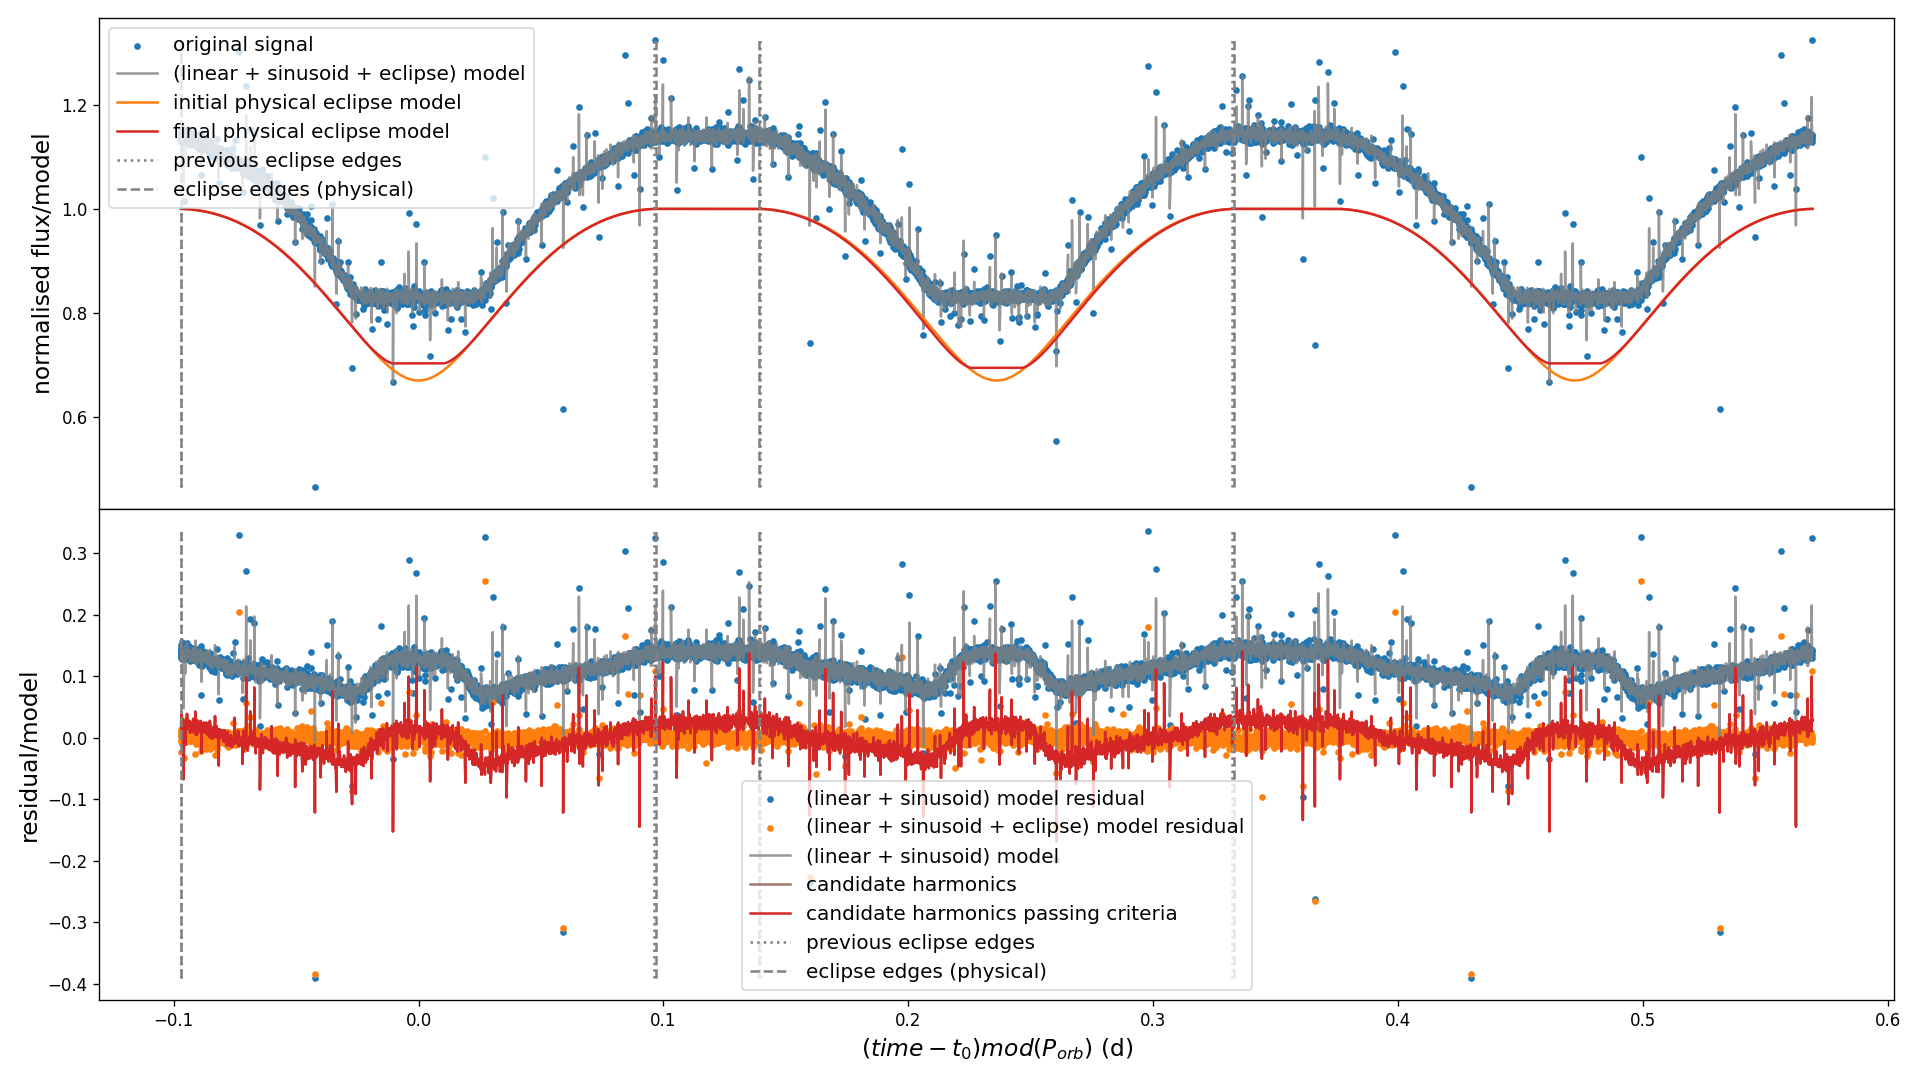 original signal
(linear + sinusoid + eclipse) model
initial physical eclipse model
final physical eclipse model
previous eclipse edges
eclipse edges (physical)
normalised flux/model
1.2
1.0
0.8
0.6
residual/model
0.3
0.2
0.1
0.0
−0.1
−0.2
−0.3
−0.4
(linear + sinusoid) model residual
(linear + sinusoid + eclipse) model residual
(linear + sinusoid) model
candidate harmonics
candidate harmonics passing criteria
previous eclipse edges
eclipse edges (physical)
−0.1 0.0 0.1 0.2 0.3 0.4 0.5 0.6
(time − t₀)mod(P_orb) (d)